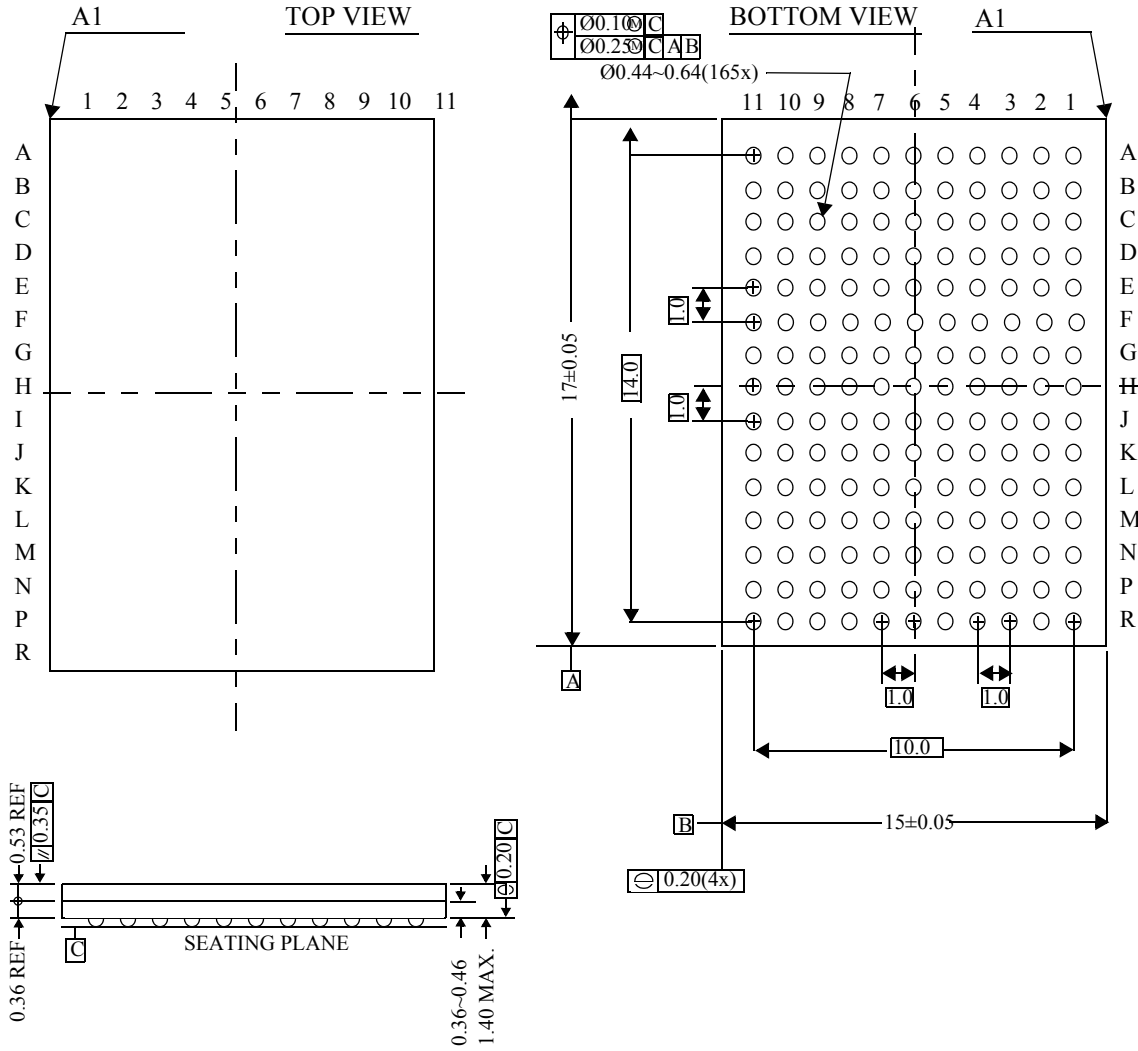 A1
TOP VIEW
1 2 3 4 5 6 7 8 9 10 11
A
B
C
D
E
F
G
H
I
J
K
L
M
N
P
R
⌖ Ø0.10Ⓜ C
Ø0.25Ⓜ C A B
BOTTOM VIEW
A1
Ø0.44~0.64(165x)
11 10 9 8 7 6 5 4 3 2 1
A
B
C
D
E
F
G
H
J
K
L
M
N
P
R
1.0
1.0
17±0.05
14.0
A
1.0
1.0
10.0
B
15±0.05
0.20(4x)
0.53 REF
// 0.35 C
0.20 C
C
SEATING PLANE
0.36 REF
0.36~0.46
1.40 MAX.